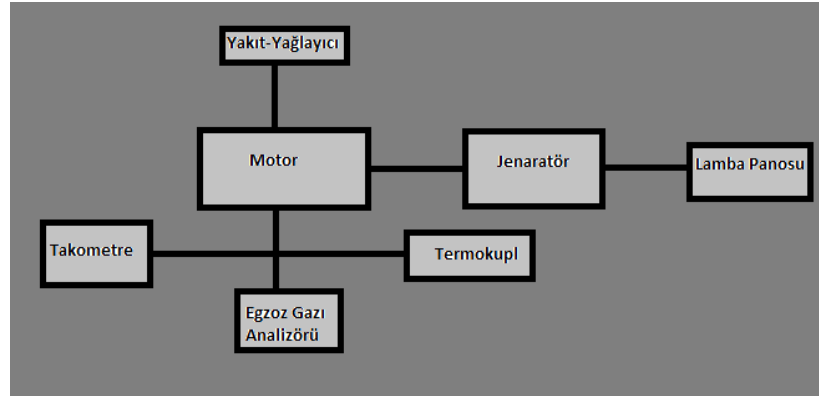 Yakıt-Yağlayıcı
Motor
Jenaratör
Lamba Panosu
Takometre
Termokupl
Egzoz Gazı
Analizörü